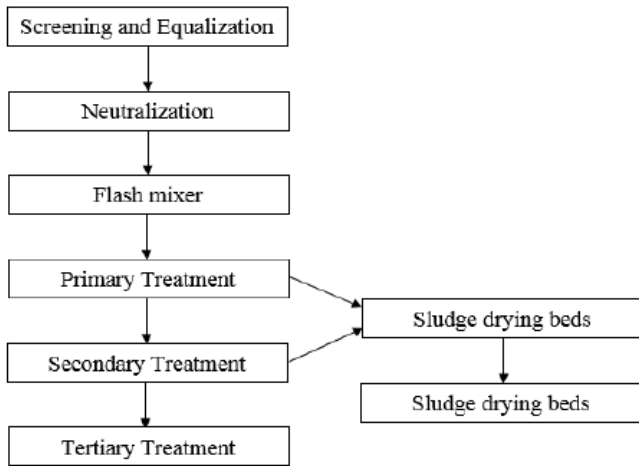 Screening and Equalization
Neutralization
Flash mixer
Primary Treatment
Sludge drying beds
Secondary Treatment
Sludge drying beds
Tertiary Treatment